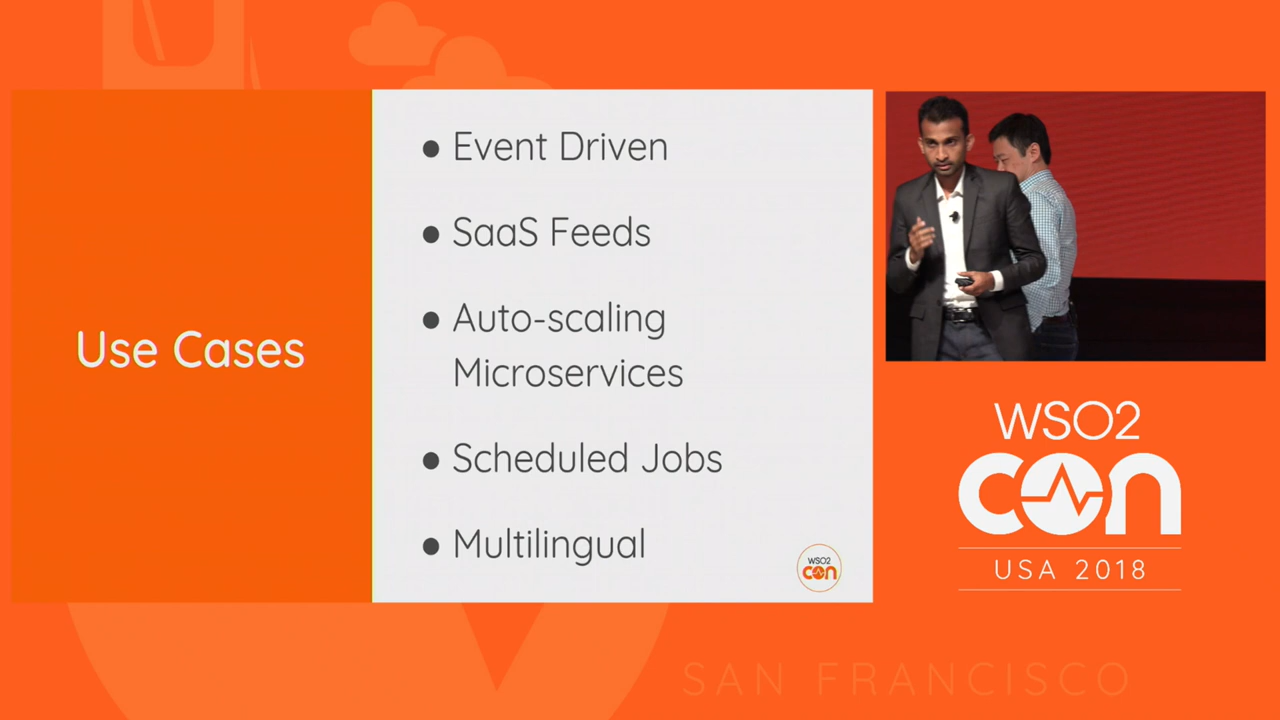 Use Cases
● Event Driven
● SaaS Feeds
● Auto-scaling
Microservices
● Scheduled Jobs
● Multilingual
WSO2
con
WSO2
con
USA 2018
SAN FRANCISCO